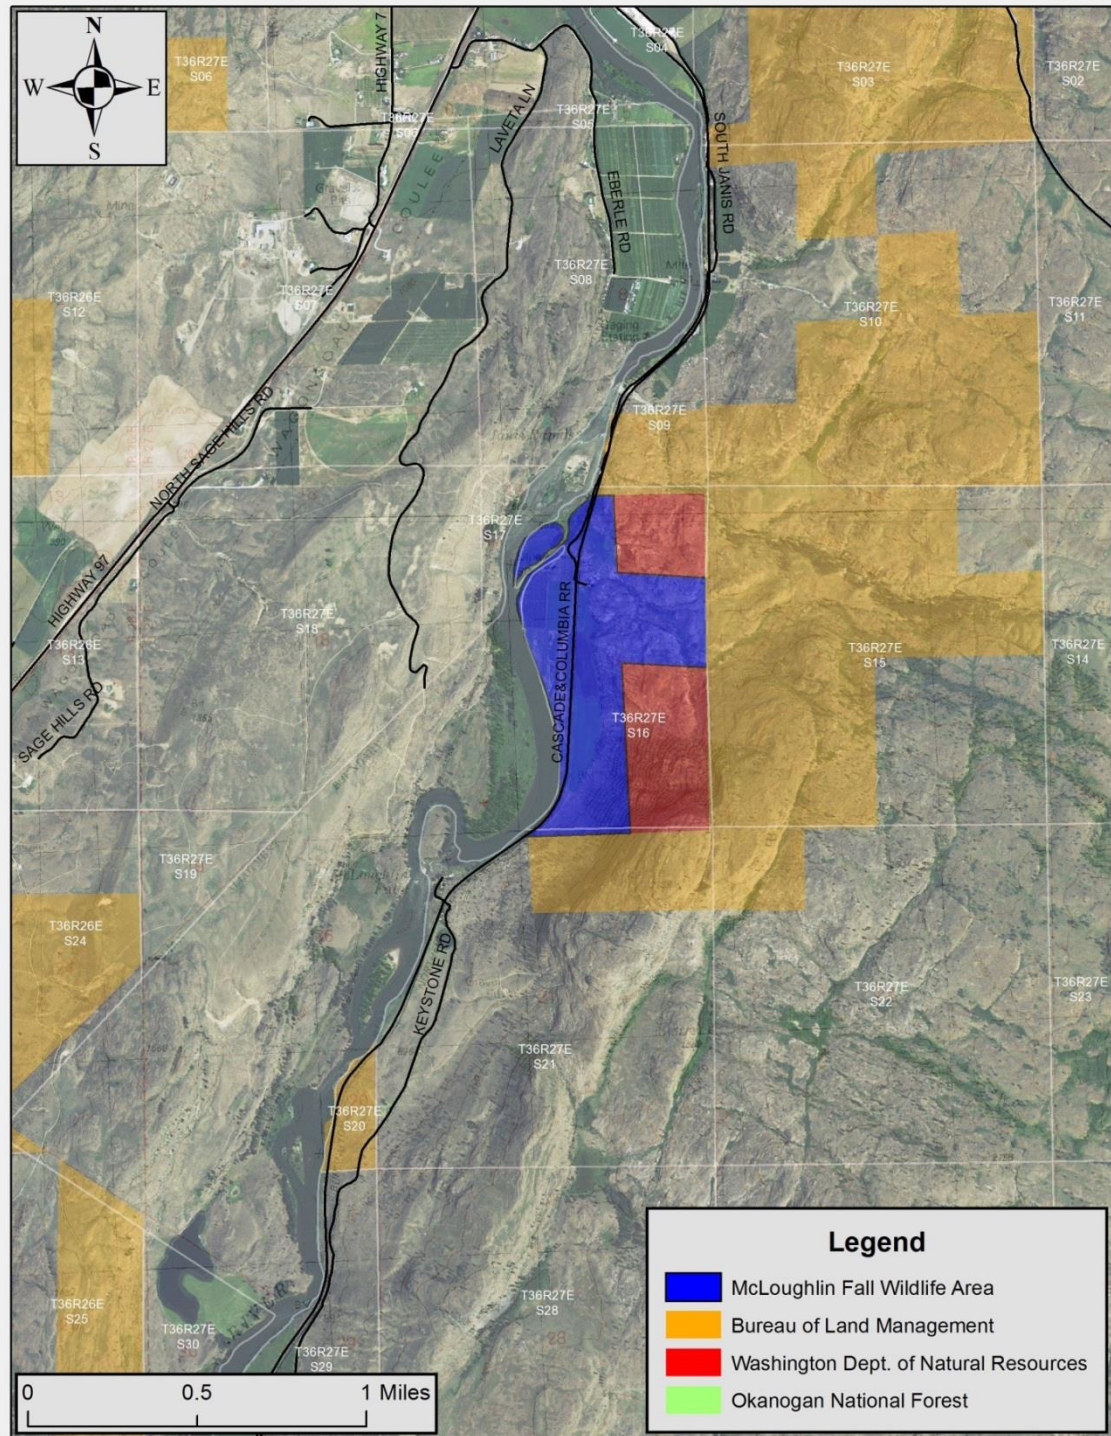 N
W E
S
T36R27E
S06
HIGHWAY 7
T36R27E
S04
T36R27E
S03
T36R27E
S02
LAVETA LN
T36R27E
S05
SOUTH JANIS RD
COULEE
EBERLE RD
T36R26E
S12
T36R27E
S07
T36R27E
S08
T36R27E
S10
T36R27E
S11
NORTH SAGE HILLS RD
T36R27E
S09
T36R27E
S17
HIGHWAY 97
T36R27E
S18
T36R26E
S13
CASCADE&COLUMBIA RR
T36R27E
S15
T36R27E
S14
SAGE HILLS RD
T36R27E
S16
T36R27E
S19
T36R26E
S24
KEYSTONE RD
T36R27E
S22
T36R27E
S23
T36R27E
S21
T36R27E
S20
T36R26E
S25
T36R27E
S30
T36R27E
S28
T36R27E
S29
Legend
McLoughlin Fall Wildlife Area
Bureau of Land Management
Washington Dept. of Natural Resources
Okanogan National Forest
0 0.5 1 Miles